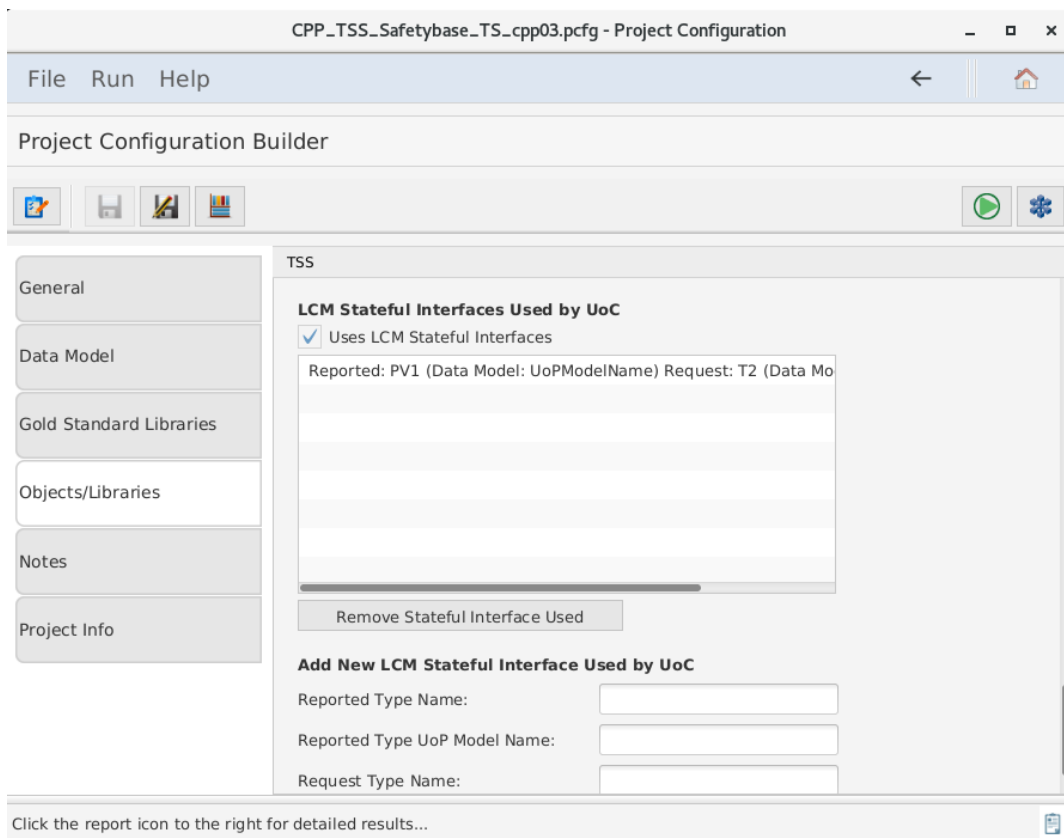 CPP_TSS_Safetybase_TS_cpp03.pcfg - Project Configuration
File Run Help
Project Configuration Builder
General
Data Model
Gold Standard Libraries
Objects/Libraries
Notes
Project Info
TSS
LCM Stateful Interfaces Used by UoC
Uses LCM Stateful Interfaces
Reported: PV1 (Data Model: UoPModelName) Request: T2 (Data Mo
Remove Stateful Interface Used
Add New LCM Stateful Interface Used by UoC
Reported Type Name:
Reported Type UoP Model Name:
Request Type Name:
Click the report icon to the right for detailed results...